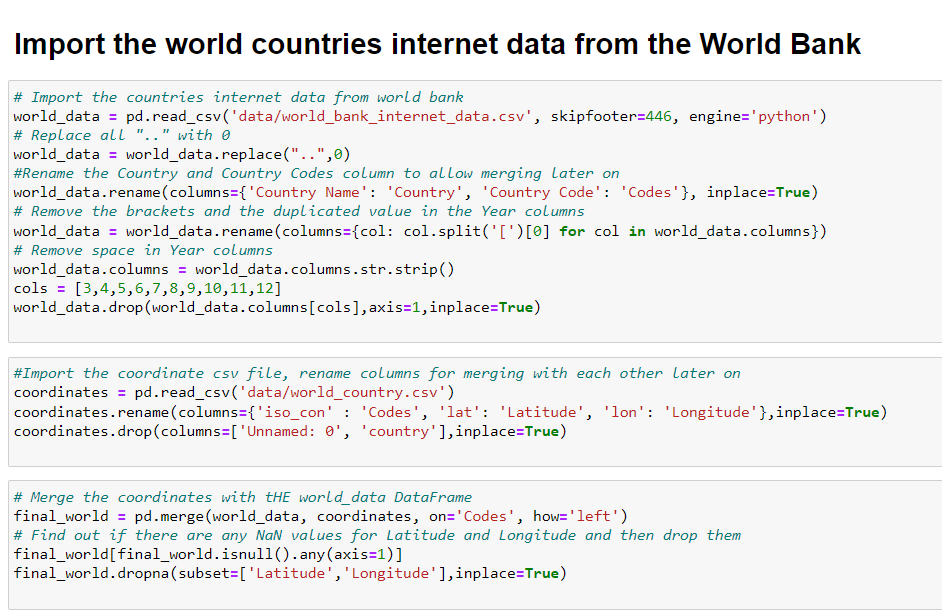 Import the world countries internet data from the World Bank
# Import the countries internet data from world bank
world_data = pd.read_csv('data/world_bank_internet_data.csv', skipfooter=446, engine='python')
# Replace all ".." with 0
world_data = world_data.replace("..",0)
#Rename the Country and Country Codes column to allow merging later on
world_data.rename(columns={'Country Name': 'Country', 'Country Code': 'Codes'}, inplace=True)
# Remove the brackets and the duplicated value in the Year columns
world_data = world_data.rename(columns={col: col.split('[')[0] for col in world_data.columns})
# Remove space in Year columns
world_data.columns = world_data.columns.str.strip()
cols = [3,4,5,6,7,8,9,10,11,12]
world_data.drop(world_data.columns[cols],axis=1,inplace=True)
#Import the coordinate csv file, rename columns for merging with each other later on
coordinates = pd.read_csv('data/world_country.csv')
coordinates.rename(columns={'iso_con' : 'Codes', 'lat': 'Latitude', 'lon': 'Longitude'},inplace=True)
coordinates.drop(columns=['Unnamed: 0', 'country'],inplace=True)
# Merge the coordinates with tHE world_data DataFrame
final_world = pd.merge(world_data, coordinates, on='Codes', how='left')
# Find out if there are any NaN values for Latitude and Longitude and then drop them
final_world[final_world.isnull().any(axis=1)]
final_world.dropna(subset=['Latitude','Longitude'],inplace=True)